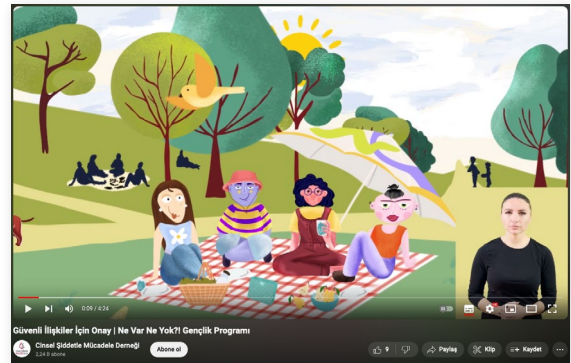 0:09 / 4:24
Güvenli İlişkiler İçin Onay | Ne Var Ne Yok?! Gençlik Programı
Cinsel Şiddetle Mücadele Derneği
2,24 B abone
Abone ol
9
Paylaş
Klip
Kaydet